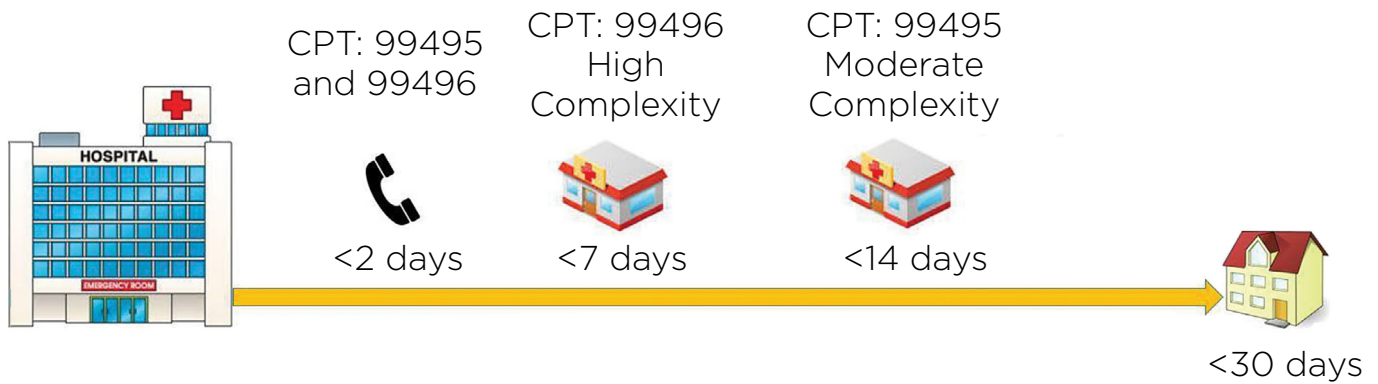 CPT: 99495
and 99496
CPT: 99496
High
Complexity
CPT: 99495
Moderate
Complexity
HOSPITAL
EMERGENCY ROOM
<2 days
<7 days
<14 days
<30 days